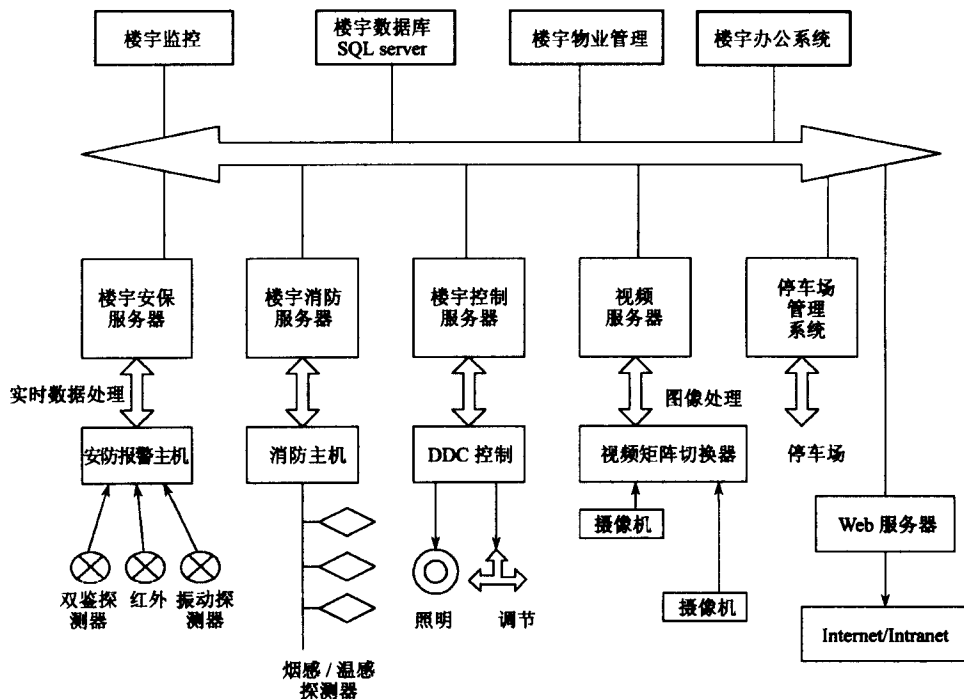 楼宇监控
楼宇数据库
SQL server
楼宇物业管理
楼宇办公系统
楼宇安保
服务器
楼宇消防
服务器
楼宇控制
服务器
视频
服务器
停车场
管理
系统
实时数据处理
图像处理
安防报警主机
消防主机
DDC 控制
视频矩阵切换器
停车场
摄像机
Web 服务器
双鉴探
测器
红外
振动探
测器
照明
调节
摄像机
Internet/Intranet
烟感 / 温感
探测器